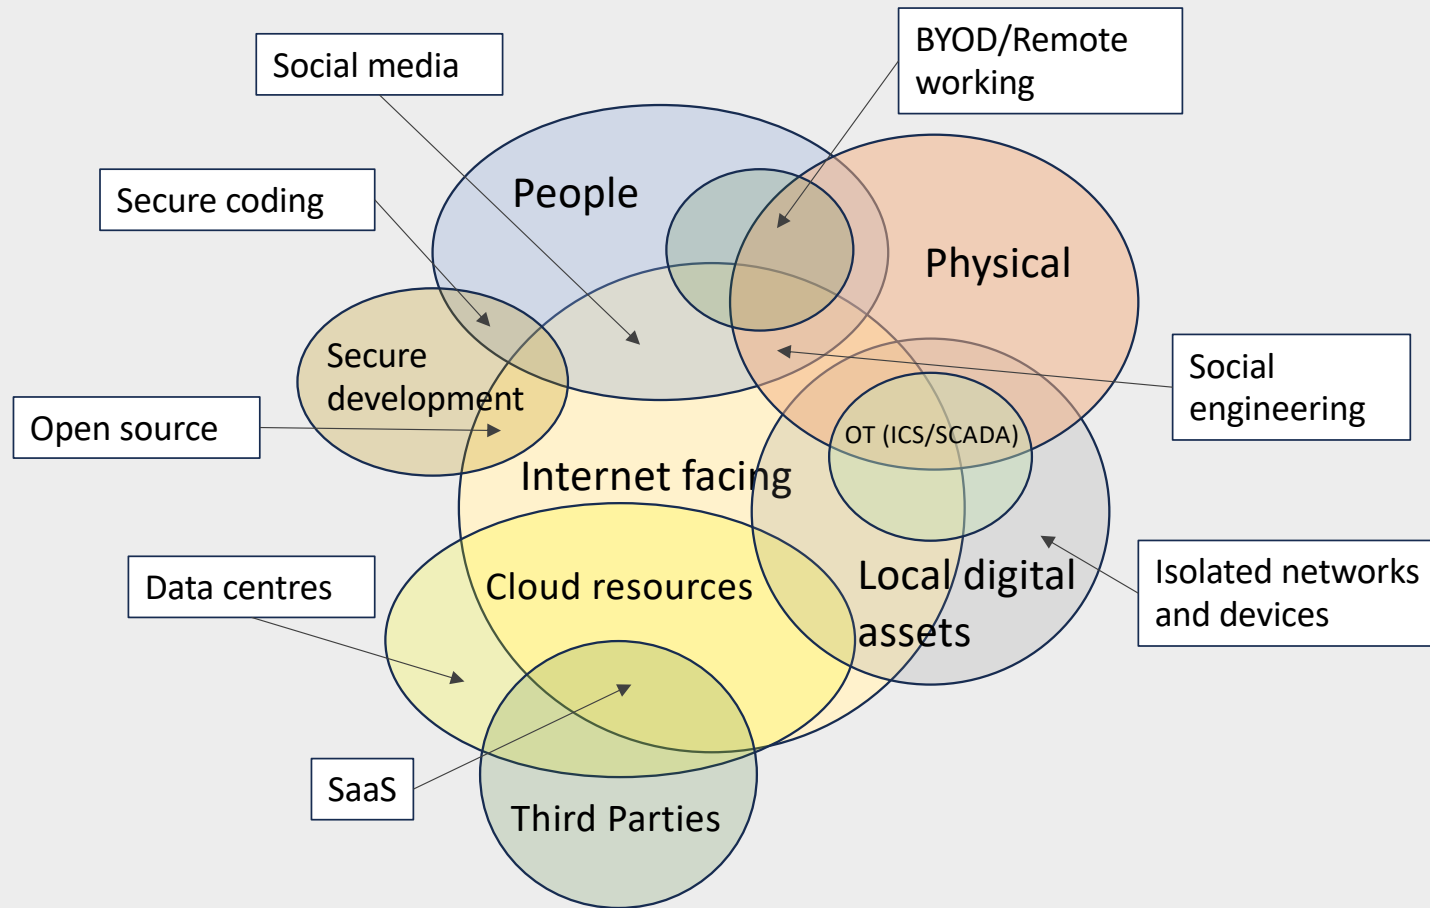 Social media
BYOD/Remote
working
Secure coding
People
Physical
Secure
development
Social
engineering
Open source
OT (ICS/SCADA)
Internet facing
Data centres
Cloud resources
Local digital
assets
Isolated networks
and devices
SaaS
Third Parties